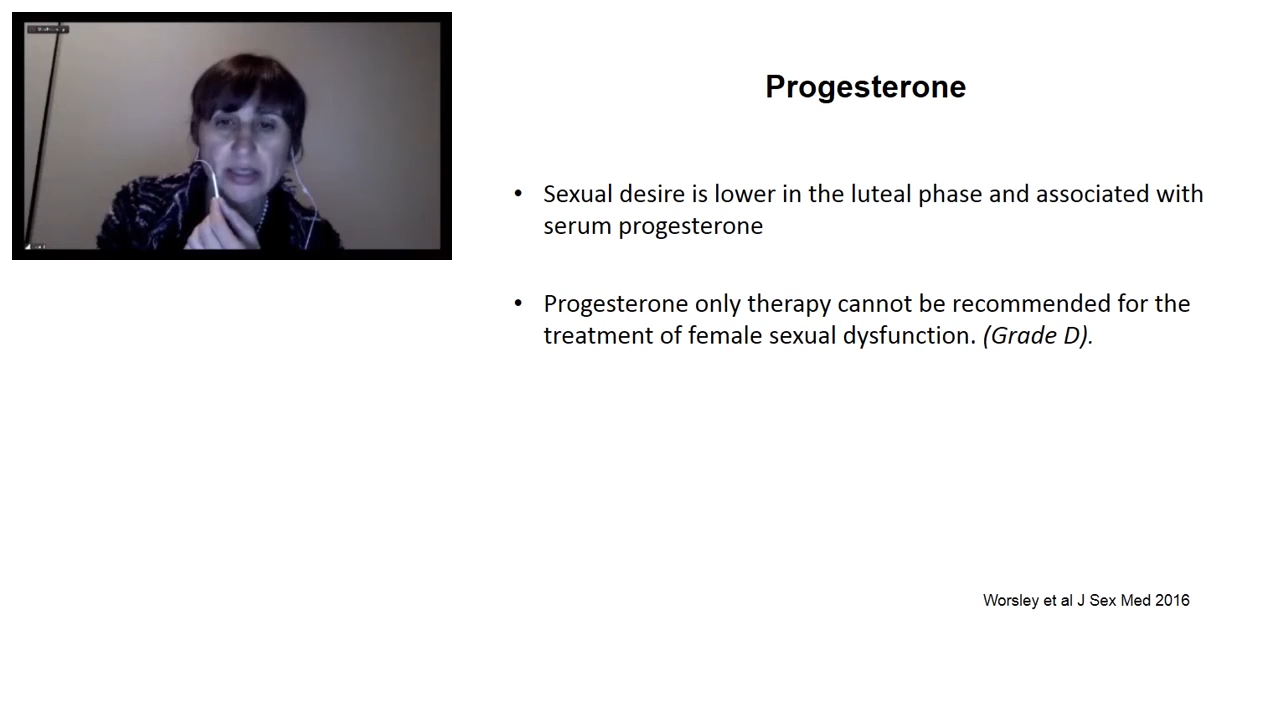 Progesterone
• Sexual desire is lower in the luteal phase and associated with
serum progesterone
• Progesterone only therapy cannot be recommended for the
treatment of female sexual dysfunction. (Grade D).
Worsley et al J Sex Med 2016